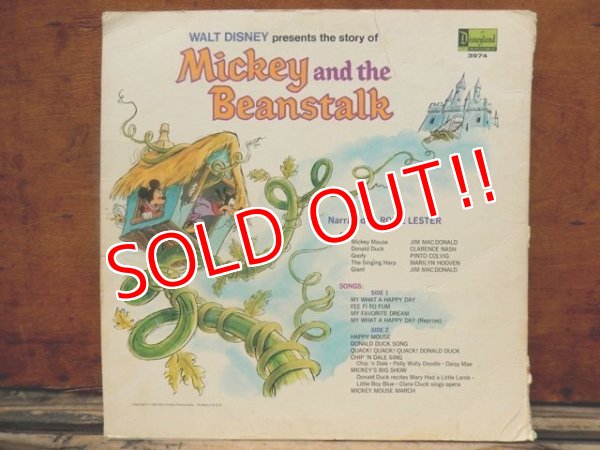 WALT DISNEY presents the story of
Disneyland
3974
Mickey and the
Beanstalk
SOLD OUT!!
LESTER
Mickey Mouse JIM MACDONALD
Donald Duck CLARENCE NASH
Goofy PINTO COLVIG
The Singing Harp MARILYN HOOVEN
Giant JIM MACDONALD
SONGS:
SIDE 1
MY WHAT A HAPPY DAY
FEE FI FO FUM
MY FAVORITE DREAM
MY WHAT A HAPPY DAY (Reprise)
SIDE 2
HAPPY MOUSE
DONALD DUCK SONG
QUACK! QUACK! QUACK! DONALD DUCK
CHIP 'N DALE SING
Chip 'n Dale · Polly Wolly Doodle · Daisy Mae
MICKEY'S BIG SHOW
Donald Duck recites Mary Had a Little Lamb ·
Little Boy Blue · Clara Cluck sings opera
MICKEY MOUSE MARCH